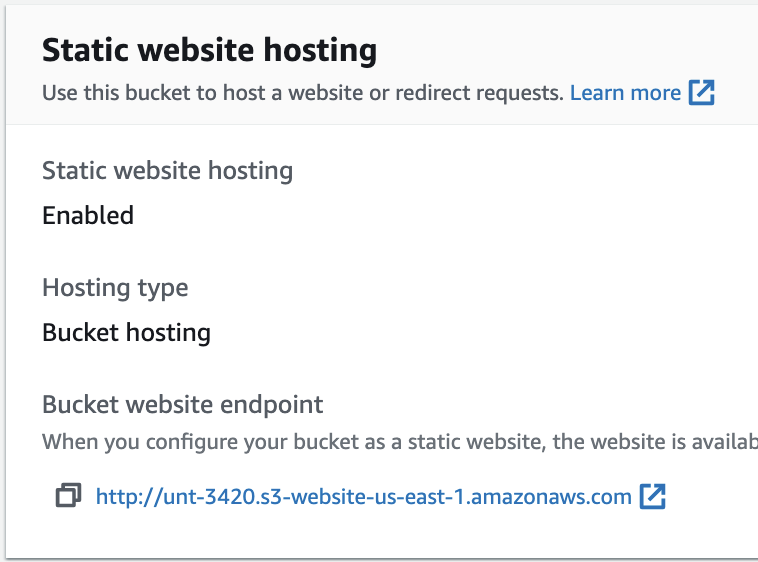 Static website hosting
Use this bucket to host a website or redirect requests. Learn more
Static website hosting
Enabled
Hosting type
Bucket hosting
Bucket website endpoint
When you configure your bucket as a static website, the website is availab
http://unt-3420.s3-website-us-east-1.amazonaws.com